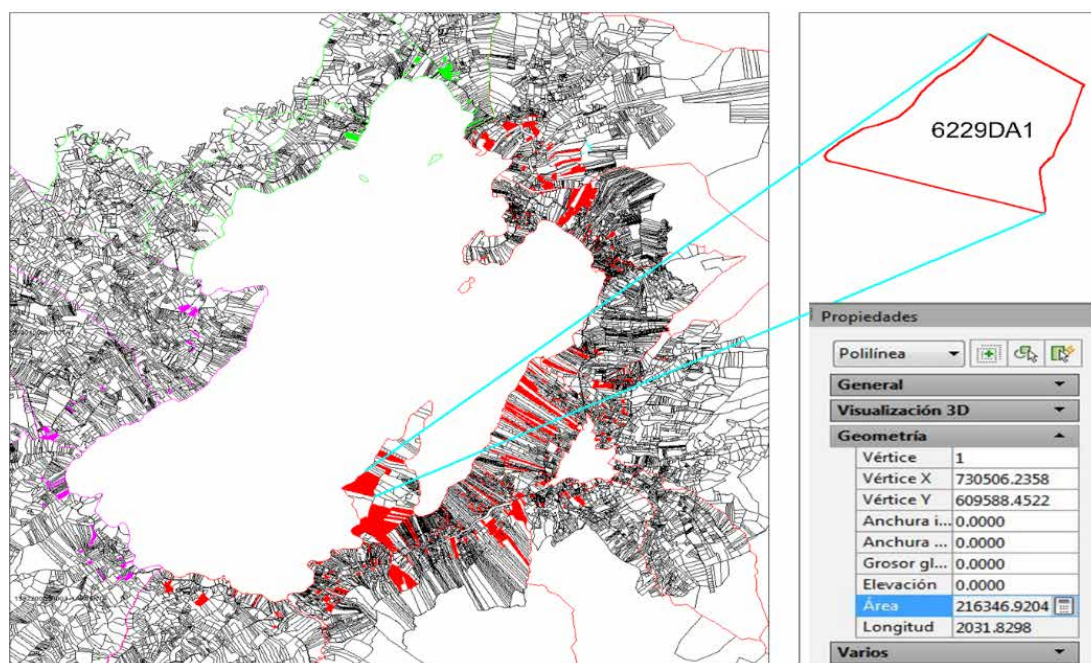 6229DA1
Propiedades
Polilínea
General
Visualización 3D
Geometría
Vértice 1
Vértice X 730506.2358
Vértice Y 609588.4522
Anchura i... 0.0000
Anchura ... 0.0000
Grosor gl... 0.0000
Elevación 0.0000
Área 216346.9204
Longitud 2031.8298
Varios